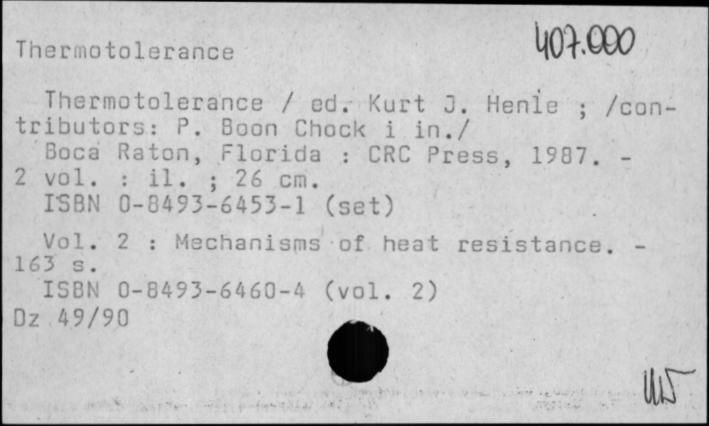 407.000
Thermotolerance
Thermotolerance / ed. Kurt J. Henle ; /con-
tributors: P. Boon Chock i in./
Boca Raton, Florida : CRC Press, 1987. -
2 vol. : il. ; 26 cm.
ISBN 0-8493-6453-1 (set)
Vol. 2 : Mechanisms of heat resistance. -
163 s.
ISBN 0-8493-6460-4 (vol. 2)
Dz 49/90